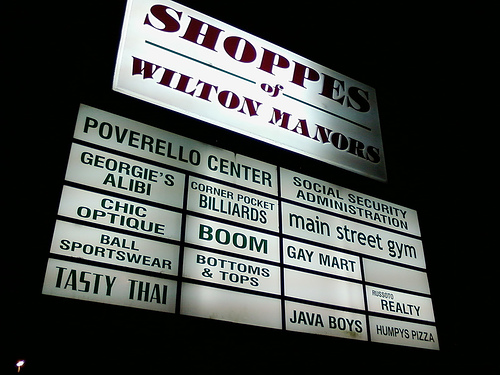 SHOPPES
of
WILTON MANORS
POVERELLO CENTER
SOCIAL SECURITY
ADMINISTRATION
GEORGIE'S
ALIBI
CORNER POCKET
BILLIARDS
main street gym
CHIC
OPTIQUE
BOOM
GAY MART
BALL
SPORTSWEAR
BOTTOMS
& TOPS
RUSSOTO
REALTY
TASTY THAI
JAVA BOYS
HUMPYS PIZZA